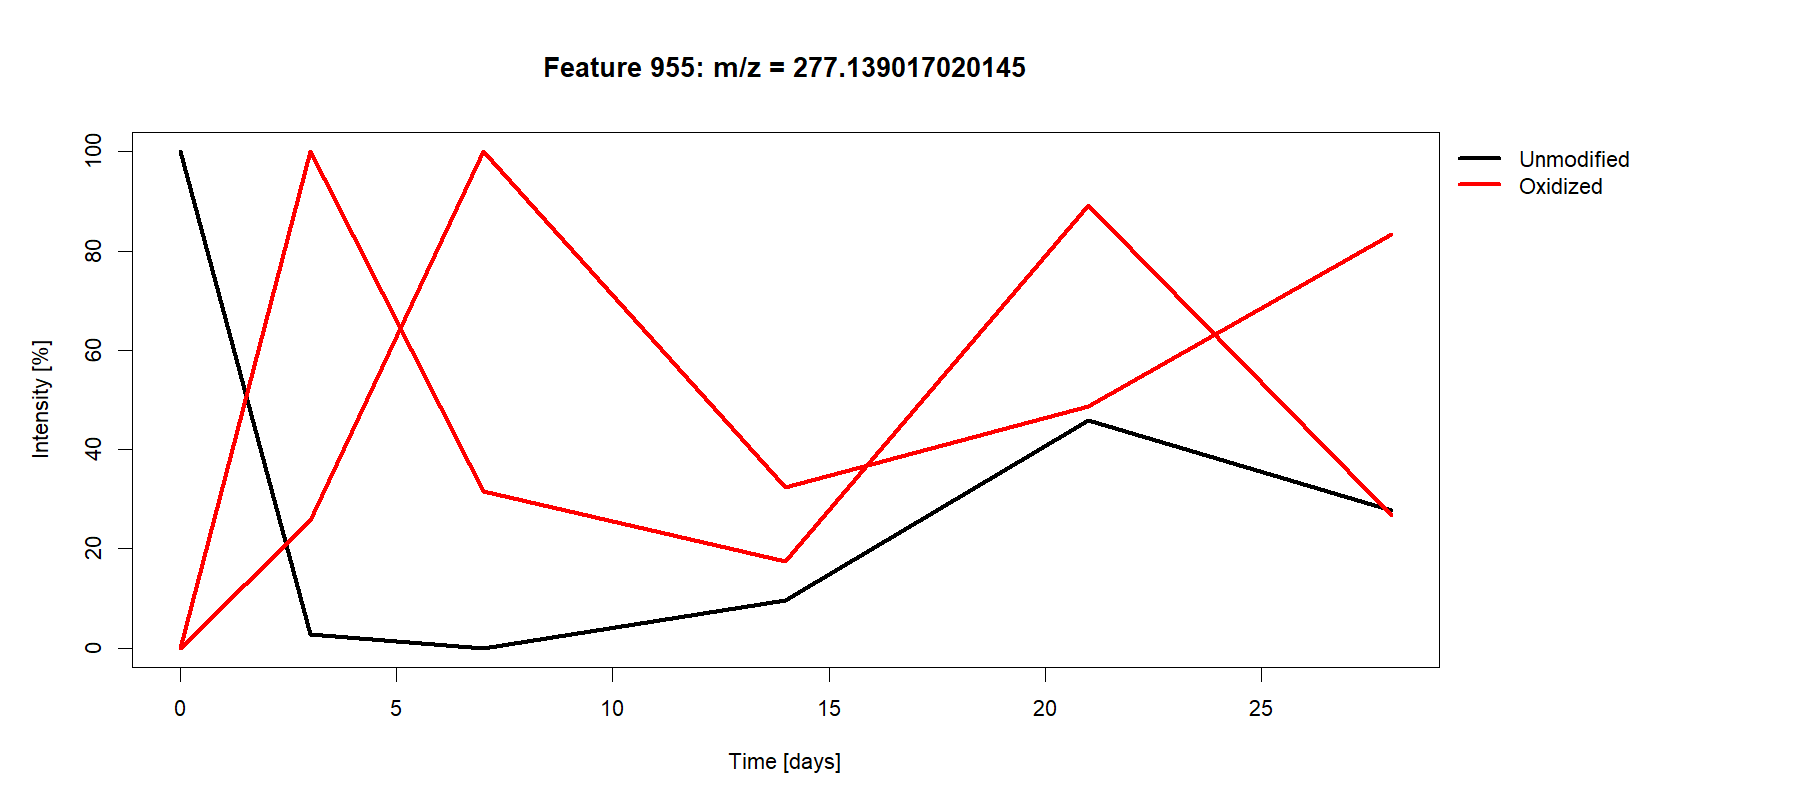 Feature 955: m/z = 277.139017020145
Unmodified
Oxidized
Intensity [%]
100
80
60
40
20
0
0 5 10 15 20 25
Time [days]